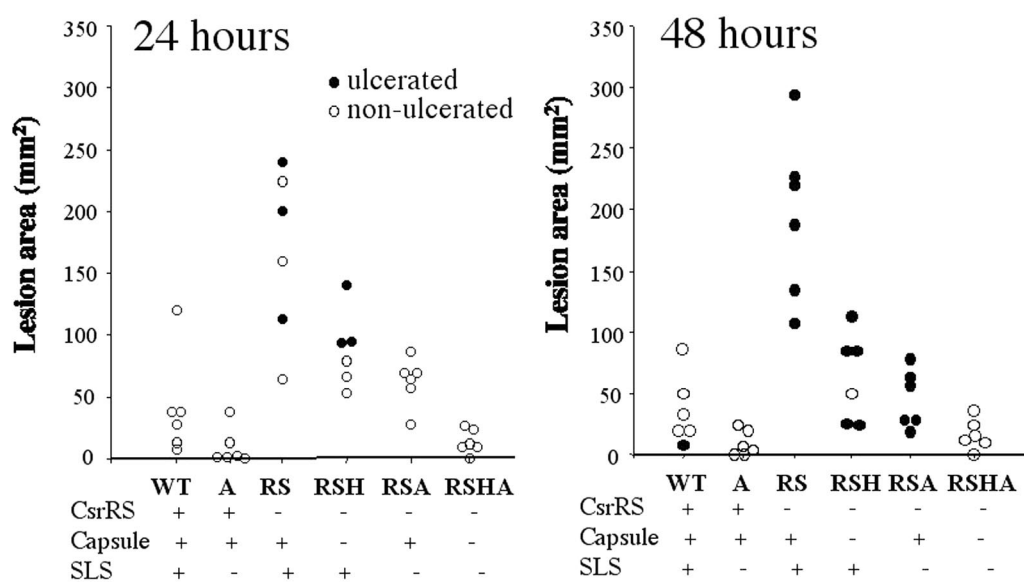 24 hours
● ulcerated
○ non-ulcerated
Lesion area (mm²)
350
300
250
200
150
100
50
0
WT A RS RSH RSA RSHA
CsrRS + + - - - -
Capsule + + + - + -
SLS + - + + - -
48 hours
Lesion area (mm²)
350
300
250
200
150
100
50
0
WT A RS RSH RSA RSHA
CsrRS + + - - - -
Capsule + + + - + -
SLS + - + + - -